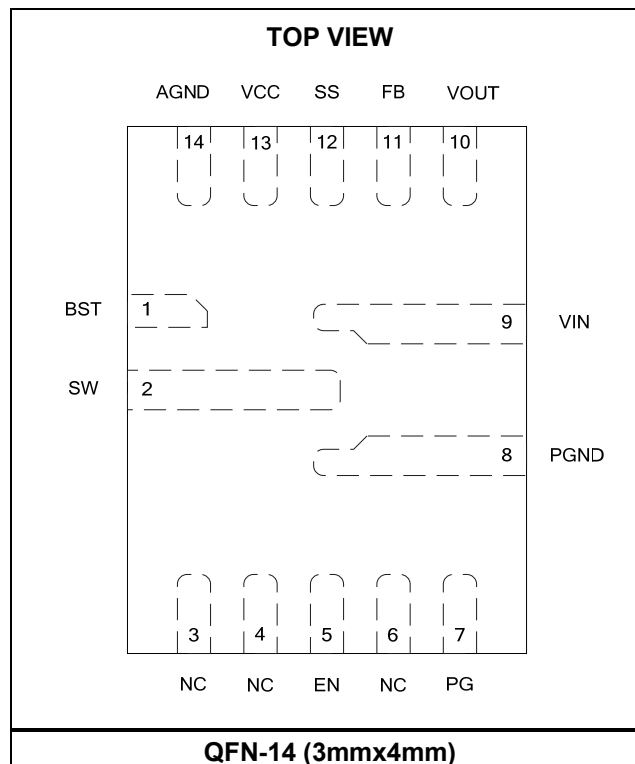 TOP VIEW
AGND VCC SS FB VOUT
14 13 12 11 10
BST 1
9 VIN
SW 2
8 PGND
3 4 5 6 7
NC NC EN NC PG
QFN-14 (3mmx4mm)